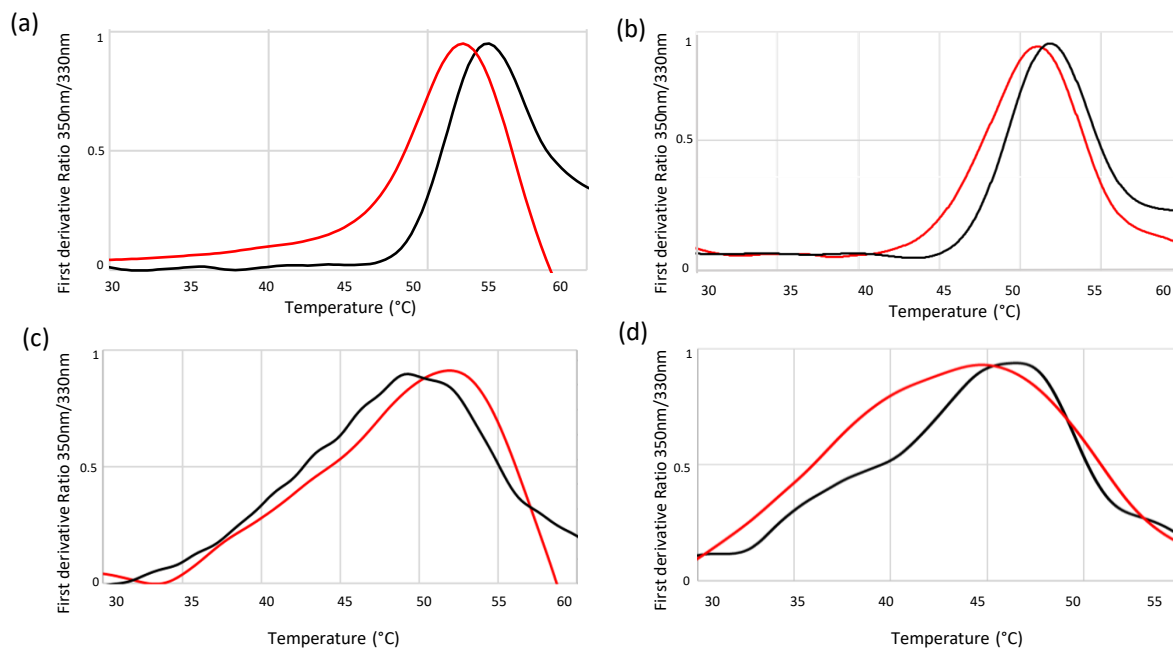 (a)
First derivative Ratio 350nm/330nm
1
0.5
0
30 35 40 45 50 55 60
Temperature (°C)
(b)
First derivative Ratio 350nm/330nm
1
0.5
0
30 35 40 45 50 55 60
Temperature (°C)
(c)
First derivative Ratio 350nm/330nm
1
0.5
0
30 35 40 45 50 55 60
Temperature (°C)
(d)
First derivative Ratio 350nm/330nm
1
0.5
0
30 35 40 45 50 55
Temperature (°C)